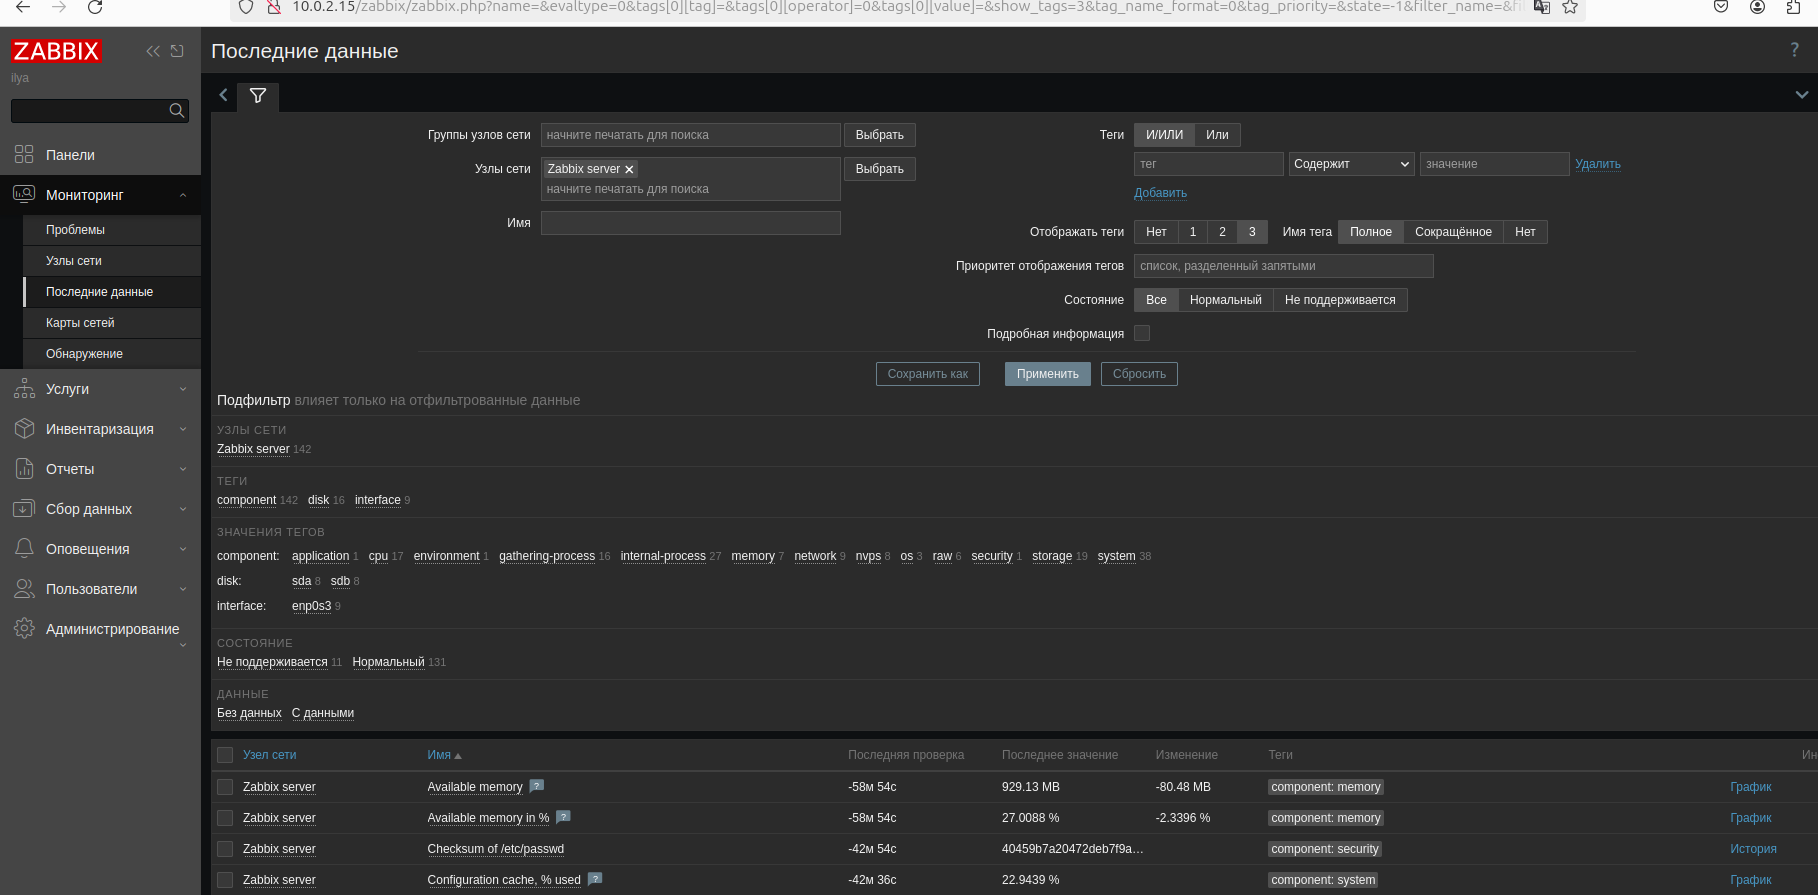 10.0.2.15/zabbix/zabbix.php?name=&evaltype=0&tags[0][tag]=&tags[0][operator]=0&tags[0][value]=&show_tags=3&tag_name_format=0&tag_priority=&state=-1&filter_name=&fil
ZABBIX
ilya
Панели
Мониторинг
Проблемы
Узлы сети
Последние данные
Карты сетей
Обнаружение
Услуги
Инвентаризация
Отчеты
Сбор данных
Оповещения
Пользователи
Администрирование
Последние данные ?
Группы узлов сети начните печатать для поиска Выбрать
Узлы сети Zabbix server Выбрать
начните печатать для поиска
Имя
Теги И/ИЛИ Или
тег Содержит значение Удалить
Добавить
Отображать теги Нет 1 2 3 Имя тега Полное Сокращённое Нет
Приоритет отображения тегов список, разделенный запятыми
Состояние Все Нормальный Не поддерживается
Подробная информация
Сохранить как Применить Сбросить
Подфильтр влияет только на отфильтрованные данные
УЗЛЫ СЕТИ
Zabbix server 142
ТЕГИ
component 142 disk 16 interface 9
ЗНАЧЕНИЯ ТЕГОВ
component: application 1 cpu 17 environment 1 gathering-process 16 internal-process 27 memory 7 network 9 nvps 8 os 3 raw 6 security 1 storage 19 system 38
disk: sda 8 sdb 8
interface: enp0s3 9
СОСТОЯНИЕ
Не поддерживается 11 Нормальный 131
ДАННЫЕ
Без данных С данными
Узел сети Имя Последняя проверка Последнее значение Изменение Теги Ин
Zabbix server Available memory ? -58м 54с 929.13 MB -80.48 MB component: memory График
Zabbix server Available memory in % ? -58м 54с 27.0088 % -2.3396 % component: memory График
Zabbix server Checksum of /etc/passwd -42м 54с 40459b7a20472deb7f9a... component: security История
Zabbix server Configuration cache, % used ? -42м 36с 22.9439 % component: system График